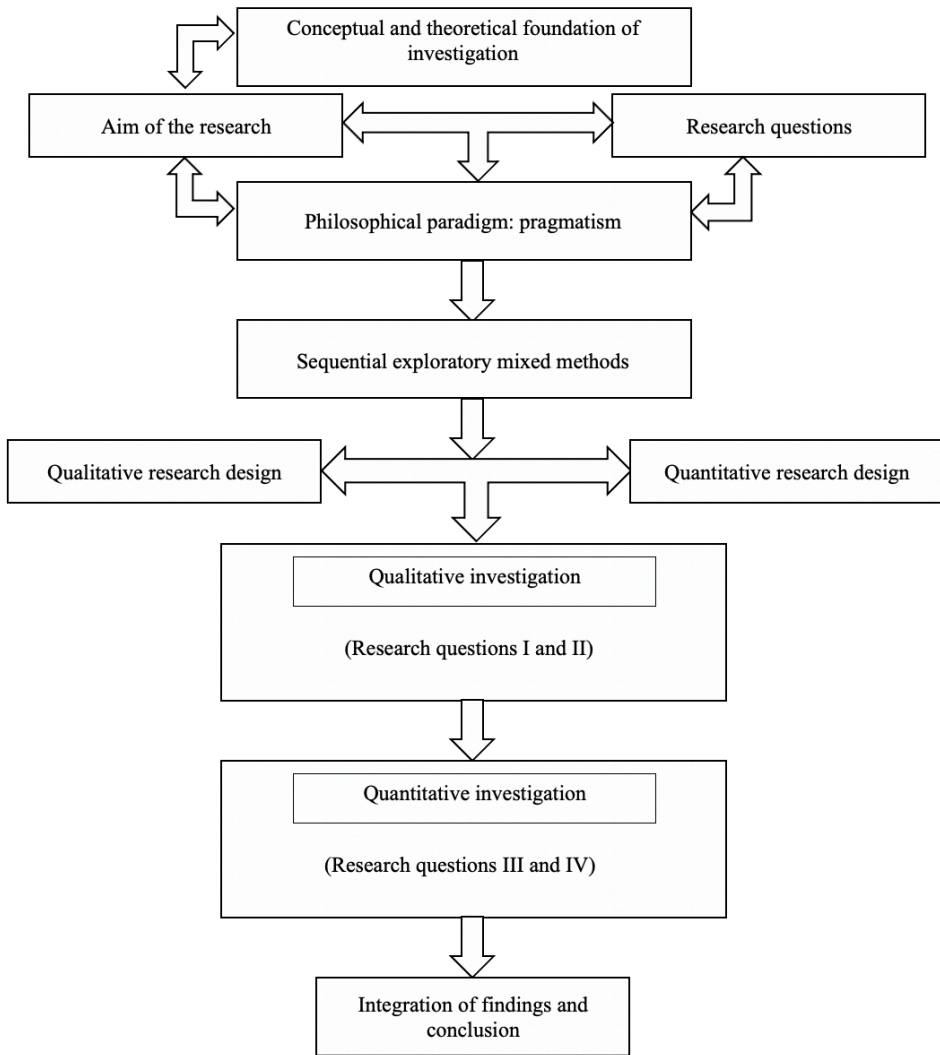 Conceptual and theoretical foundation of
investigation
Aim of the research
Research questions
Philosophical paradigm: pragmatism
Sequential exploratory mixed methods
Qualitative research design
Quantitative research design
Qualitative investigation
(Research questions I and II)
Quantitative investigation
(Research questions III and IV)
Integration of findings and
conclusion